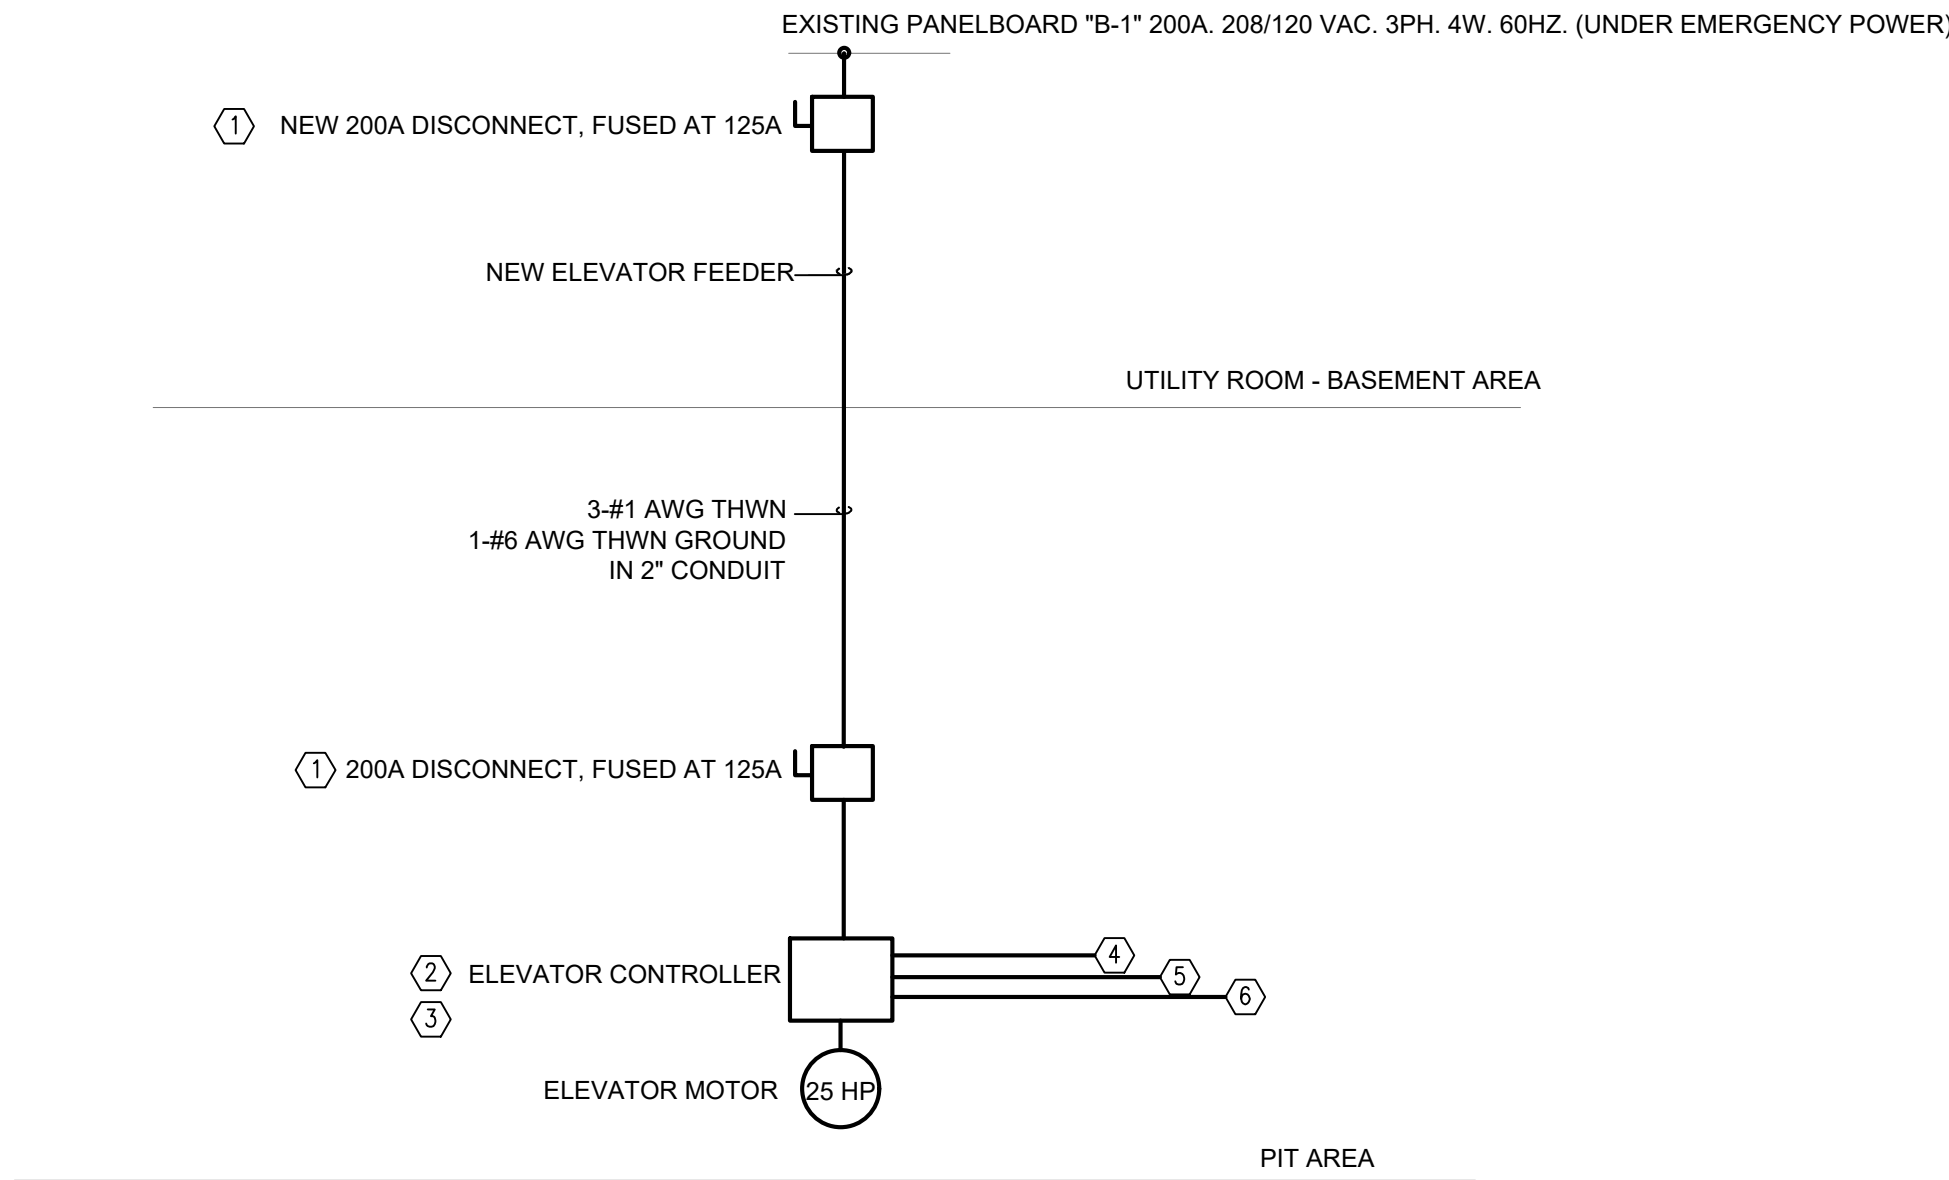 EXISTING PANELBOARD "B-1" 200A. 208/120 VAC. 3PH. 4W. 60HZ. (UNDER EMERGENCY POWER)
1 NEW 200A DISCONNECT, FUSED AT 125A
NEW ELEVATOR FEEDER
UTILITY ROOM - BASEMENT AREA
3-#1 AWG THWN
1-#6 AWG THWN GROUND
IN 2" CONDUIT
1 200A DISCONNECT, FUSED AT 125A
4
2 ELEVATOR CONTROLLER
5
6
3
ELEVATOR MOTOR 25 HP
PIT AREA